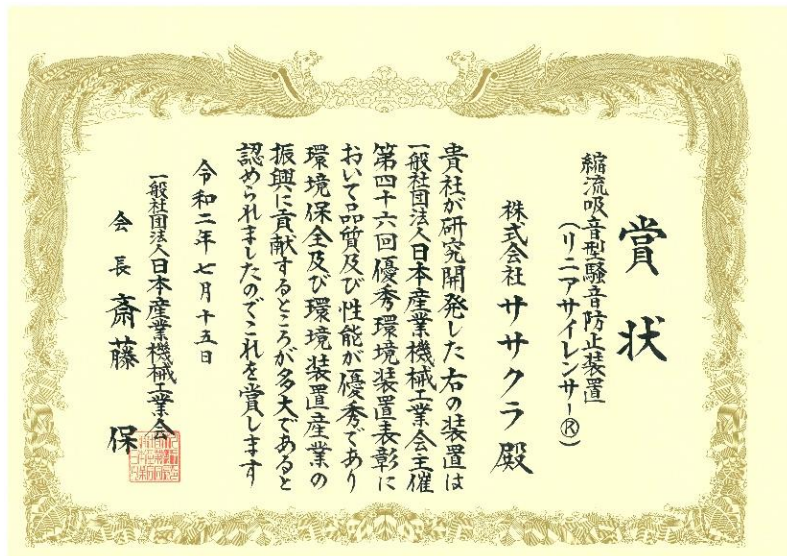 賞状
縮流吸音型騒音防止装置
(リニアサイレンサー®)
株式会社 ササクラ 殿
貴社が研究開発した右の装置は
一般社団法人日本産業機械工業会主催
第四十六回優秀環境装置表彰に
おいて品質及び性能が優秀であり
環境保全及び環境装置産業の
振興に貢献するところが多大であると
認められましたのでこれを賞します
令和二年七月十五日
一般社団法人日本産業機械工業会
会長 斎藤 保